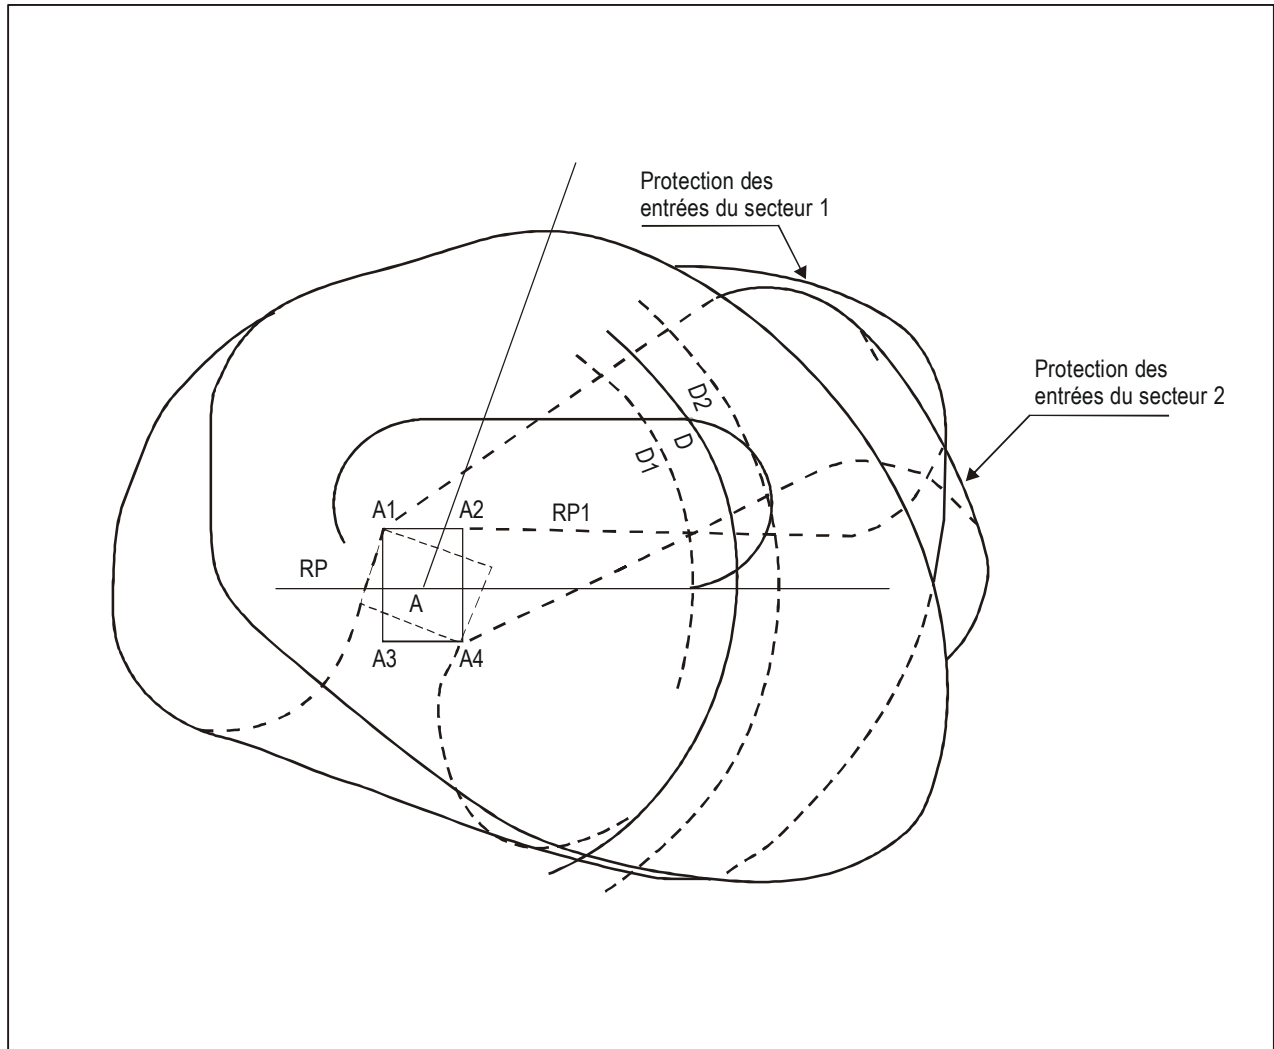 Protection des
entrées du secteur 1
Protection des
entrées du secteur 2
D2
D
D1
A1
A2
RP1
RP
A
A3
A4